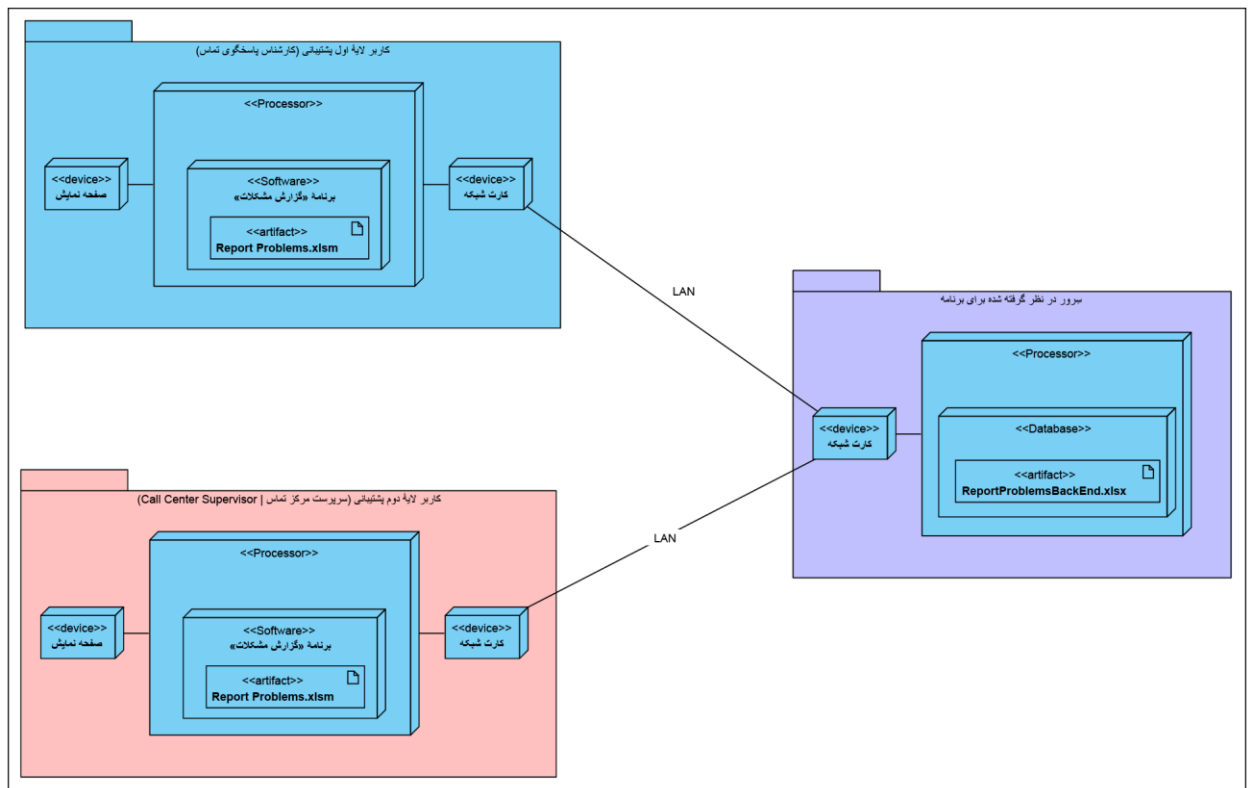 کاربر لایهٔ اول پشتیبانی (کارشناس پاسخگوی تماس)
<<Processor>>
<<device>>
صفحه نمایش
<<Software>>
برنامهٔ «گزارش مشکلات»
<<artifact>>
Report Problems.xlsm
<<device>>
کارت شبکه
LAN
سرور در نظر گرفته شده برای برنامه
<<Processor>>
<<device>>
کارت شبکه
<<Database>>
<<artifact>>
ReportProblemsBackEnd.xlsx
LAN
کاربر لایهٔ دوم پشتیبانی (سرپرست مرکز تماس | Call Center Supervisor)
<<Processor>>
<<device>>
صفحه نمایش
<<Software>>
برنامهٔ «گزارش مشکلات»
<<artifact>>
Report Problems.xlsm
<<device>>
کارت شبکه